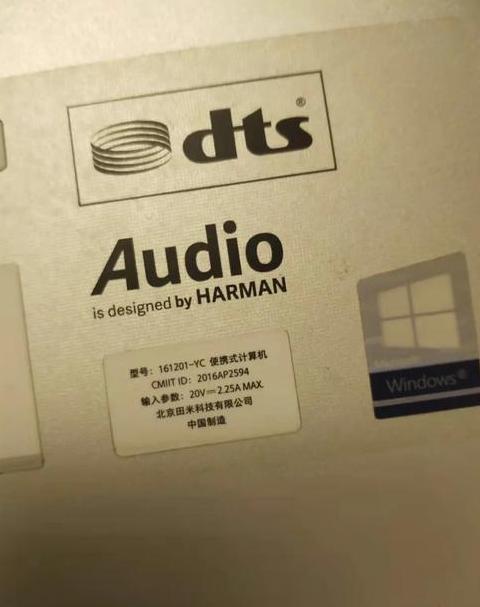 dts®
Audio
is designed by HARMAN
型号：161201-YC 便携式计算机
CMIIT ID：2016AP2594
输入参数：20V⎓2.25A MAX.
北京田米科技有限公司
中国制造
Microsoft
Windows®